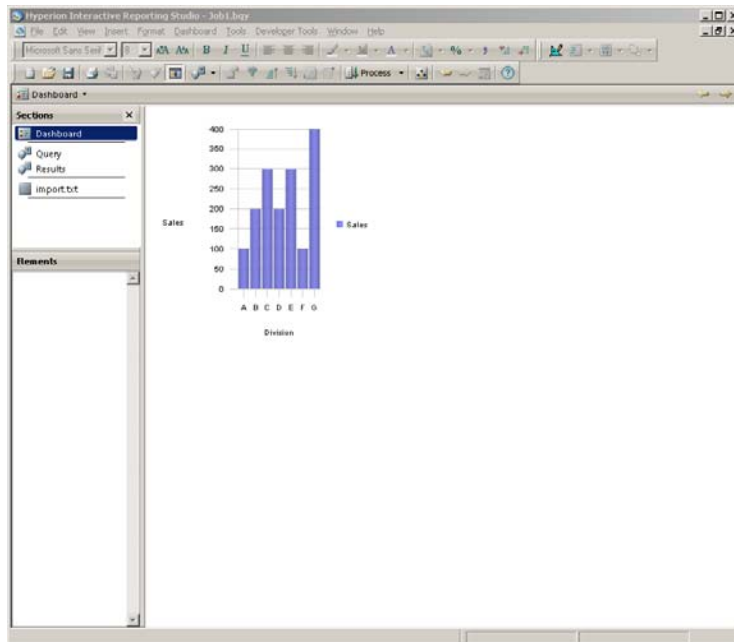 Hyperion Interactive Reporting Studio - Job1.bqy
File Edit View Insert Format Dashboard Tools Developer Tools Window Help
Microsoft Sans Serif 8 B I U A %
Process
Dashboard
Sections
Dashboard
Query
Results
import.txt
Elements
400
350
300
250
200
150
100
50
0
Sales
Sales
A B C D E F G
Division